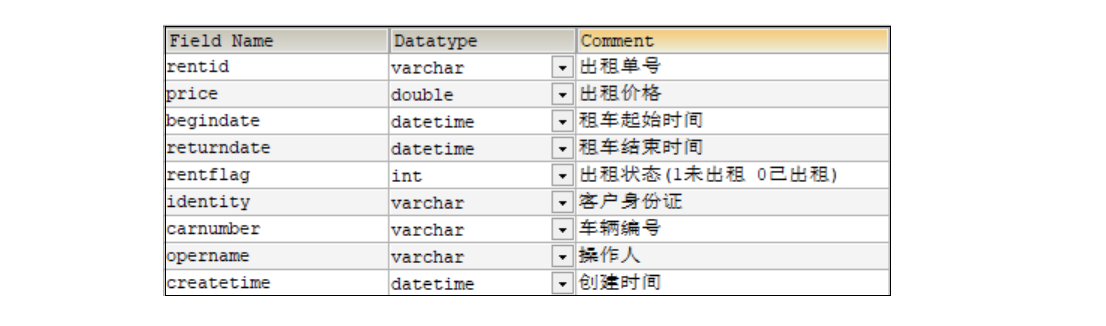 Field Name Datatype Comment
rentid varchar 出租单号
price double 出租价格
begindate datetime 租车起始时间
returndate datetime 租车结束时间
rentflag int 出租状态(1未出租 0已出租)
identity varchar 客户身份证
carnumber varchar 车辆编号
opername varchar 操作人
createtime datetime 创建时间